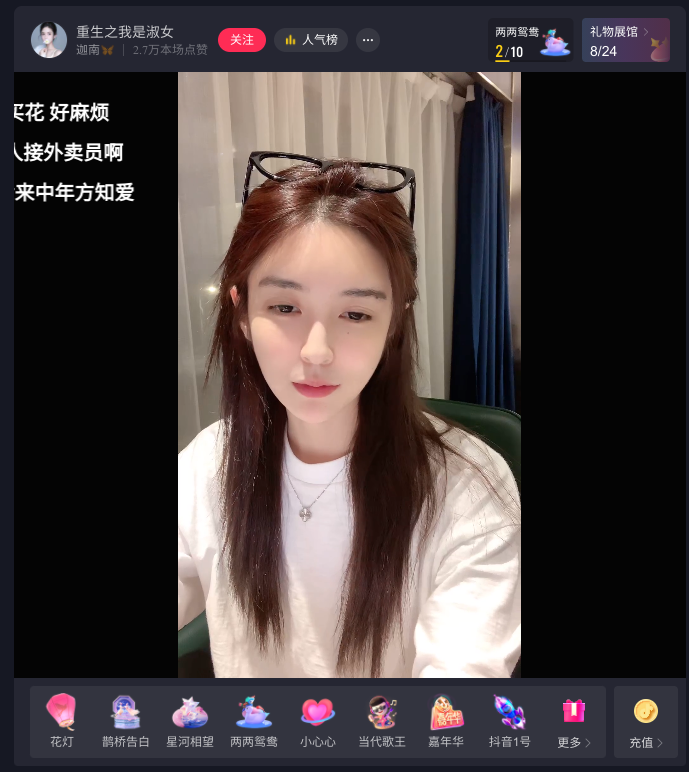 重生之我是淑女
迦南🦋 | 2.7万本场点赞
关注
人气榜
两两鸳鸯
2/10
礼物展馆 >
8/24
花 好麻烦
接外卖员啊
来中年方知爱
花灯
鹊桥告白
星河相望
两两鸳鸯
小心心
当代歌王
嘉年华
抖音1号
更多 >
充值 >